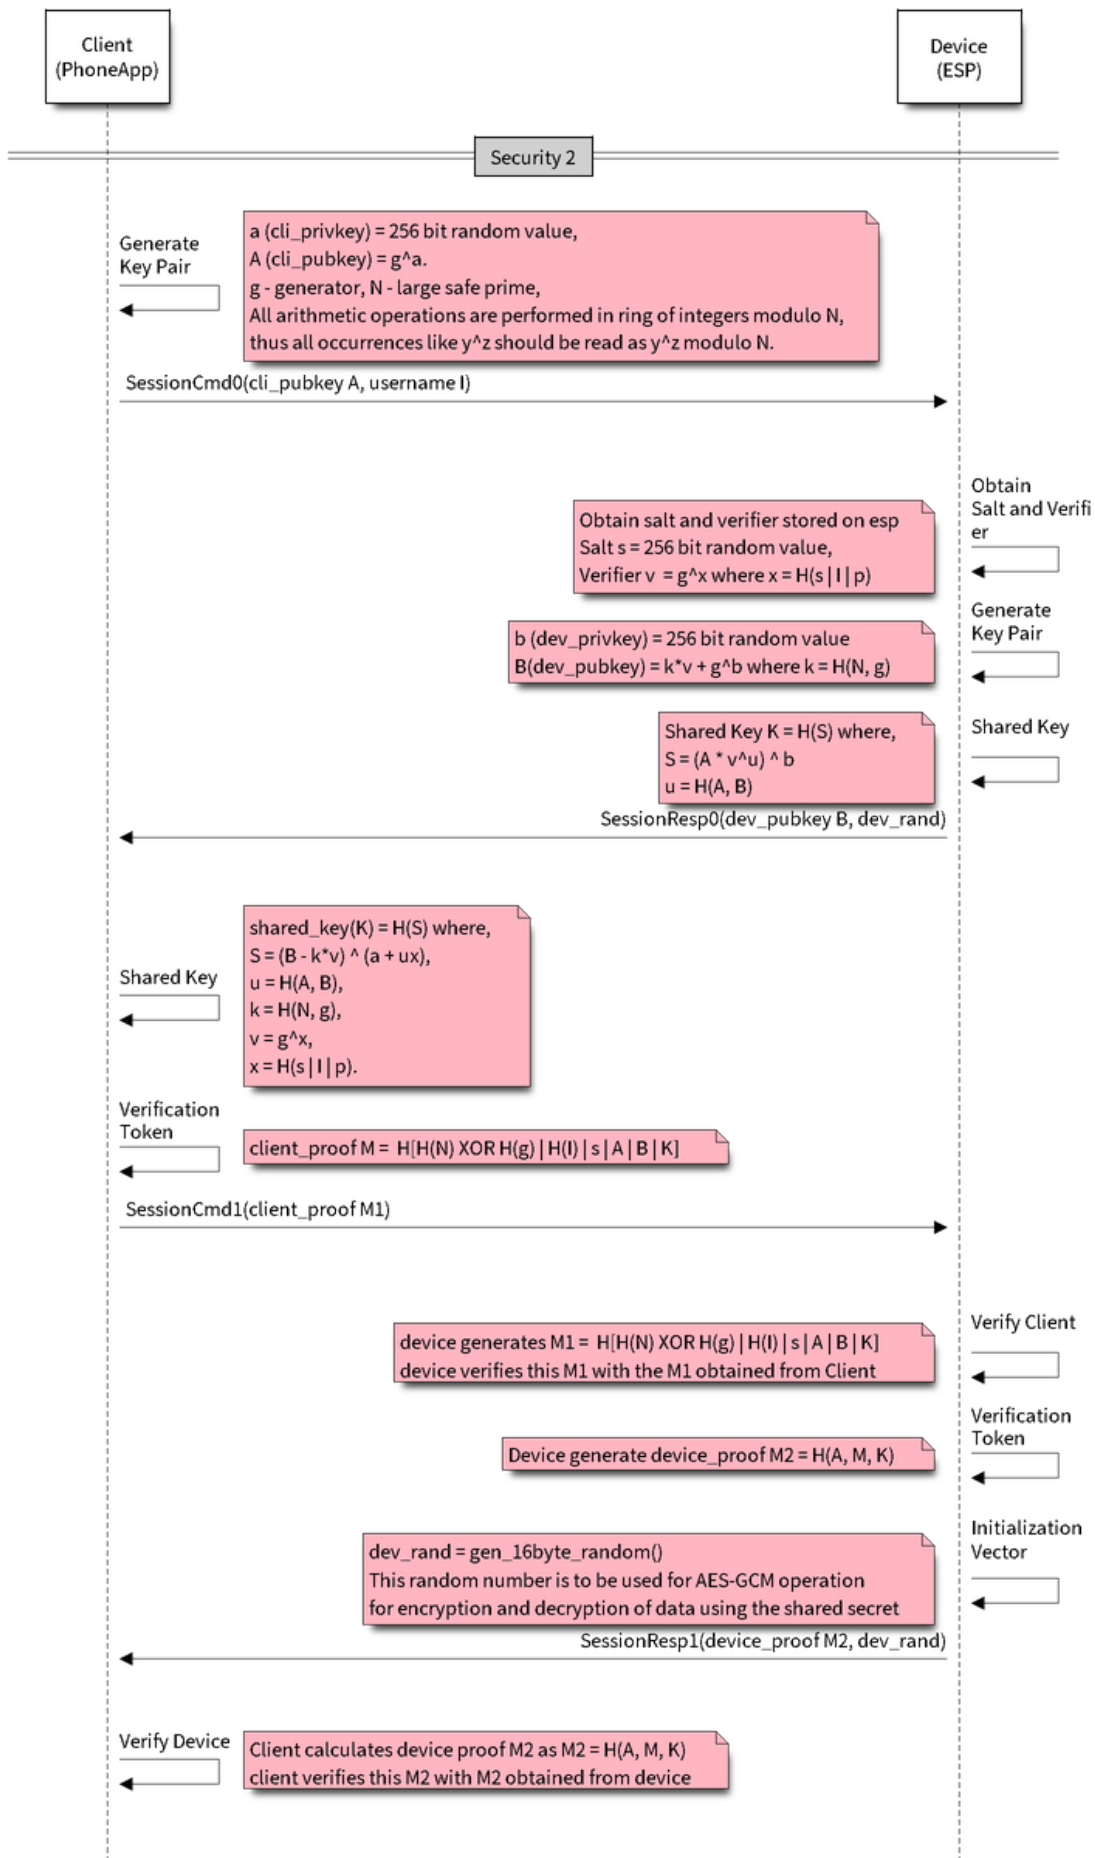 Client
(PhoneApp)
Device
(ESP)
Security 2
Generate
Key Pair
a (cli_privkey) = 256 bit random value,
A (cli_pubkey) = g^a.
g - generator, N - large safe prime,
All arithmetic operations are performed in ring of integers modulo N,
thus all occurrences like y^z should be read as y^z modulo N.
SessionCmd0(cli_pubkey A, username I)
Obtain
Salt and Verifi
er
Obtain salt and verifier stored on esp
Salt s = 256 bit random value,
Verifier v = g^x where x = H(s | I | p)
Generate
Key Pair
b (dev_privkey) = 256 bit random value
B(dev_pubkey) = k*v + g^b where k = H(N, g)
Shared Key
Shared Key K = H(S) where,
S = (A * v^u) ^ b
u = H(A, B)
SessionResp0(dev_pubkey B, dev_rand)
Shared Key
shared_key(K) = H(S) where,
S = (B - k*v) ^ (a + ux),
u = H(A, B),
k = H(N, g),
v = g^x,
x = H(s | I | p).
Verification
Token
client_proof M = H[H(N) XOR H(g) | H(I) | s | A | B | K]
SessionCmd1(client_proof M1)
Verify Client
device generates M1 = H[H(N) XOR H(g) | H(I) | s | A | B | K]
device verifies this M1 with the M1 obtained from Client
Verification
Token
Device generate device_proof M2 = H(A, M, K)
Initialization
Vector
dev_rand = gen_16byte_random()
This random number is to be used for AES-GCM operation
for encryption and decryption of data using the shared secret
SessionResp1(device_proof M2, dev_rand)
Verify Device
Client calculates device proof M2 as M2 = H(A, M, K)
client verifies this M2 with M2 obtained from device